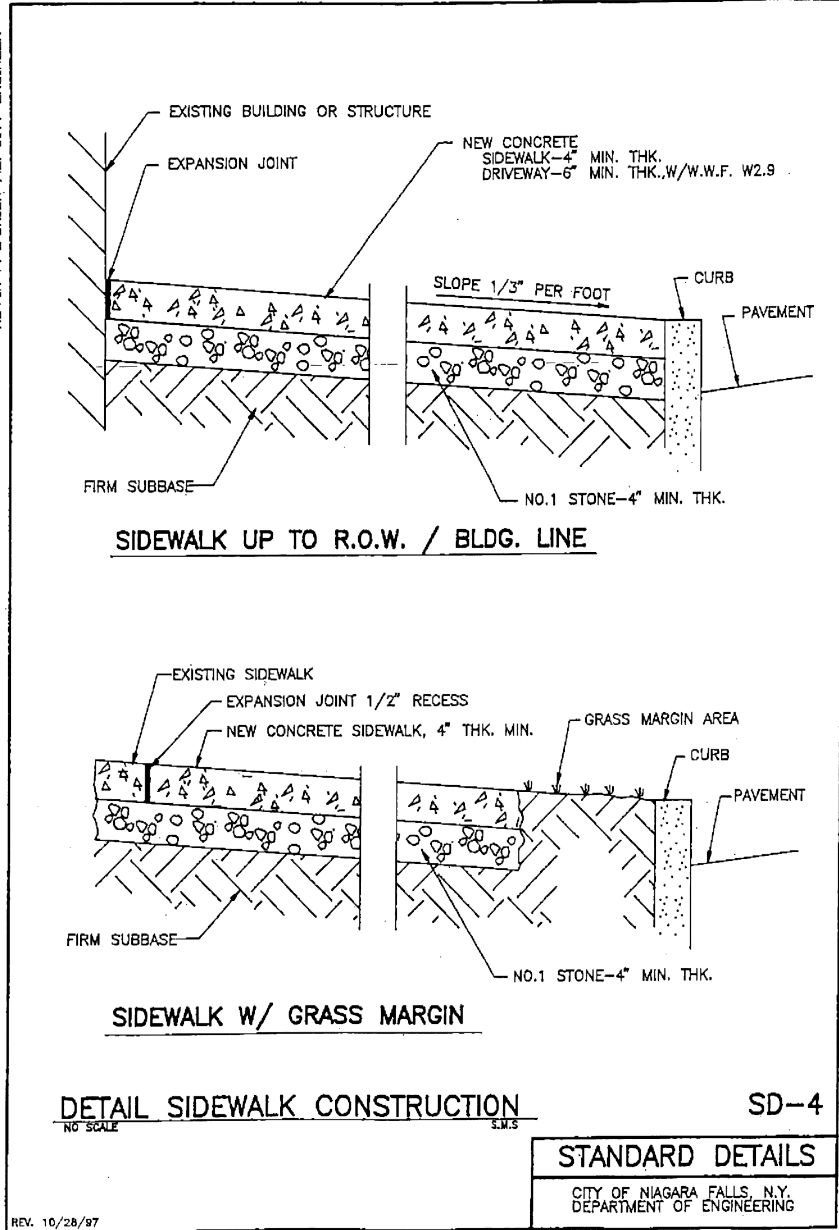 EXISTING BUILDING OR STRUCTURE
EXPANSION JOINT
NEW CONCRETE
SIDEWALK-4" MIN. THK.
DRIVEWAY-6" MIN. THK.,W/W.W.F. W2.9
SLOPE 1/3" PER FOOT
CURB
PAVEMENT
FIRM SUBBASE
NO.1 STONE-4" MIN. THK.
SIDEWALK UP TO R.O.W. / BLDG. LINE
EXISTING SIDEWALK
EXPANSION JOINT 1/2" RECESS
NEW CONCRETE SIDEWALK, 4" THK. MIN.
GRASS MARGIN AREA
CURB
PAVEMENT
FIRM SUBBASE
NO.1 STONE-4" MIN. THK.
SIDEWALK W/ GRASS MARGIN
DETAIL SIDEWALK CONSTRUCTION
NO SCALE
S.M.S
SD-4
STANDARD DETAILS
CITY OF NIAGARA FALLS, N.Y.
DEPARTMENT OF ENGINEERING
REV. 10/28/97